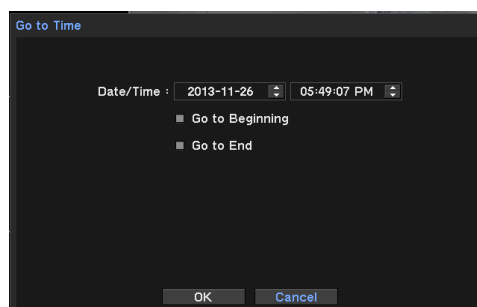 Go to Time
Date/Time : 2013-11-26 05:49:07 PM
Go to Beginning
Go to End
OK Cancel